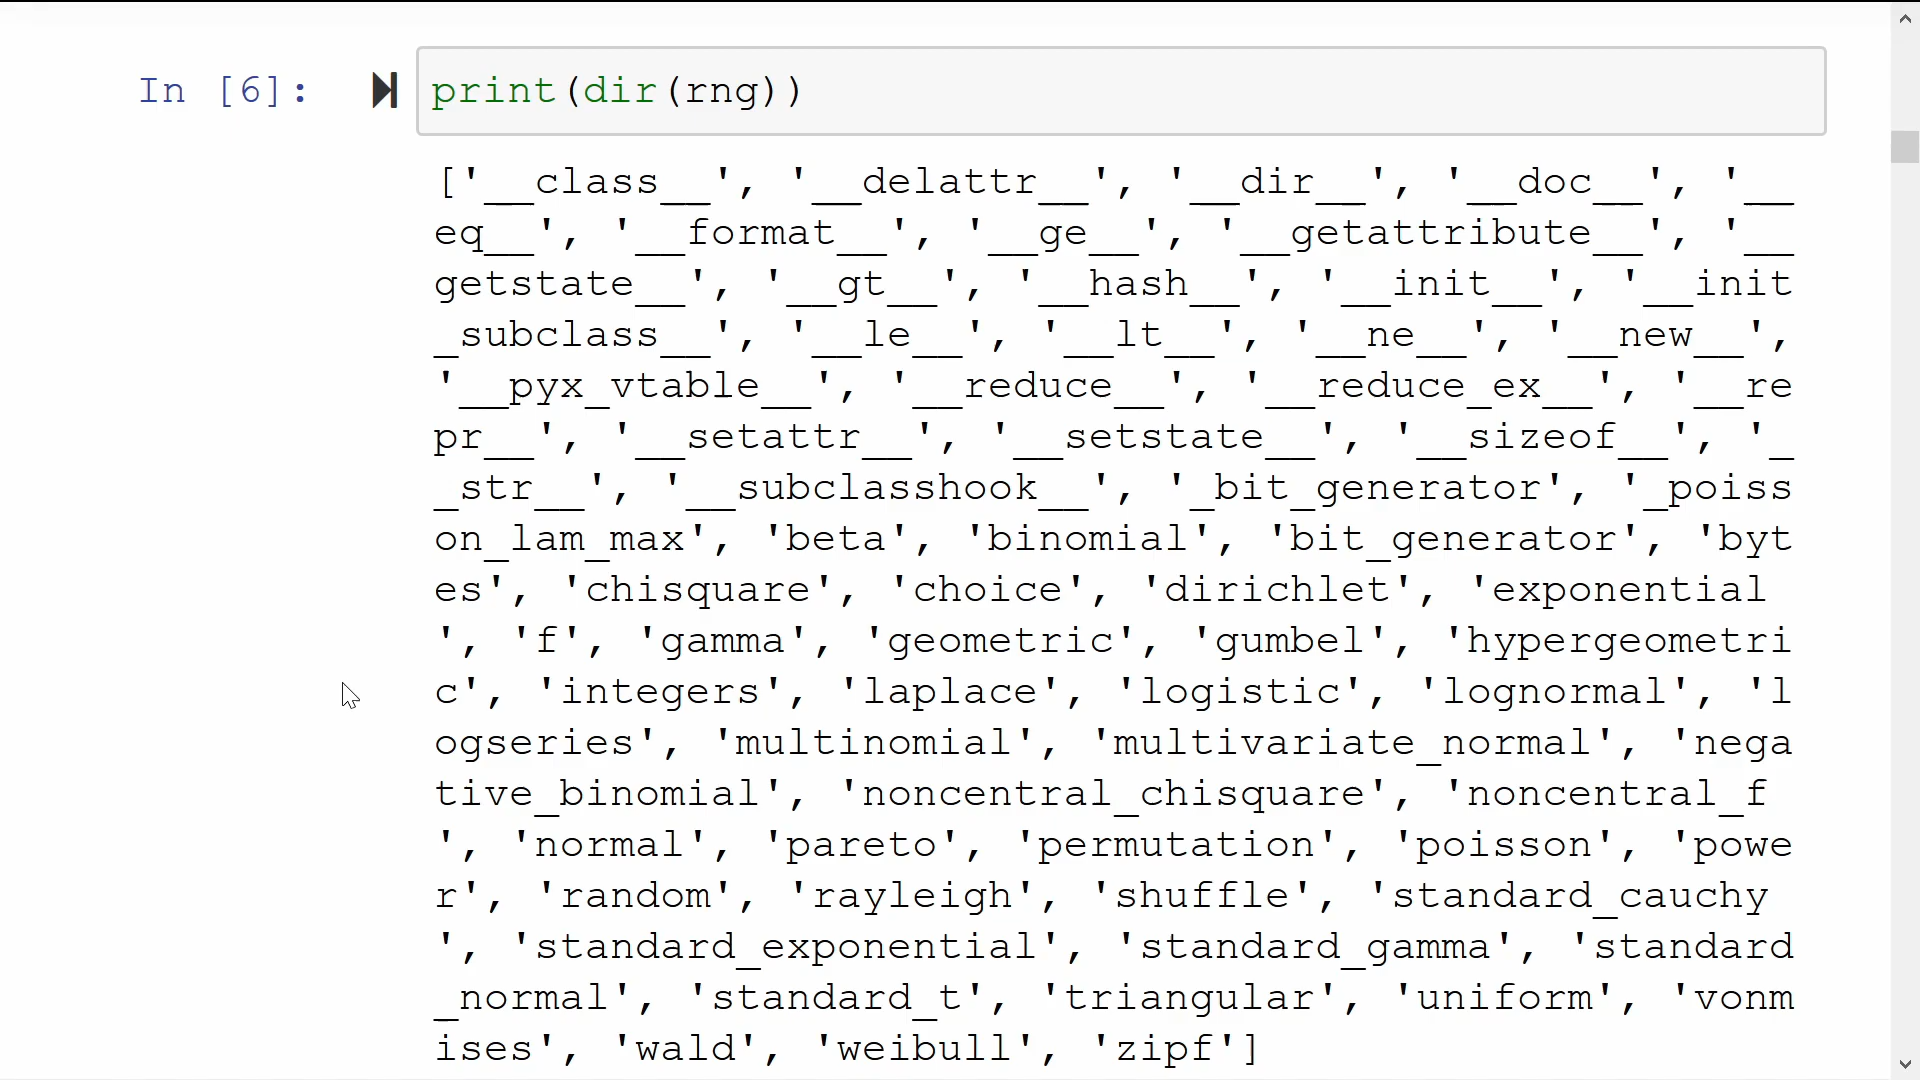 In [6]: print(dir(rng))
['__class__', '__delattr__', '__dir__', '__doc__', '__
eq__', '__format__', '__ge__', '__getattribute__', '__
getstate__', '__gt__', '__hash__', '__init__', '__init
_subclass__', '__le__', '__lt__', '__ne__', '__new__',
'__pyx_vtable__', '__reduce__', '__reduce_ex__', '__re
pr__', '__setattr__', '__setstate__', '__sizeof__', '_
_str__', '__subclasshook__', '_bit_generator', '_poiss
on_lam_max', 'beta', 'binomial', 'bit_generator', 'byt
es', 'chisquare', 'choice', 'dirichlet', 'exponential
', 'f', 'gamma', 'geometric', 'gumbel', 'hypergeometri
c', 'integers', 'laplace', 'logistic', 'lognormal', 'l
ogseries', 'multinomial', 'multivariate_normal', 'nega
tive_binomial', 'noncentral_chisquare', 'noncentral_f
', 'normal', 'pareto', 'permutation', 'poisson', 'powe
r', 'random', 'rayleigh', 'shuffle', 'standard_cauchy
', 'standard_exponential', 'standard_gamma', 'standard
_normal', 'standard_t', 'triangular', 'uniform', 'vonm
ises', 'wald', 'weibull', 'zipf']